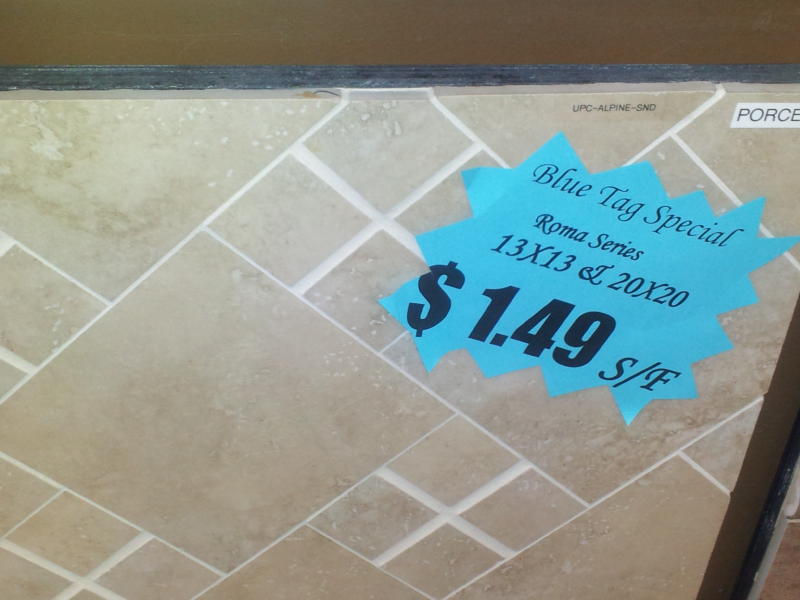 UPC-ALPINE-SND
PORCE
Blue Tag Special
Roma Series
13X13 & 20X20
$ 1.49 S/F